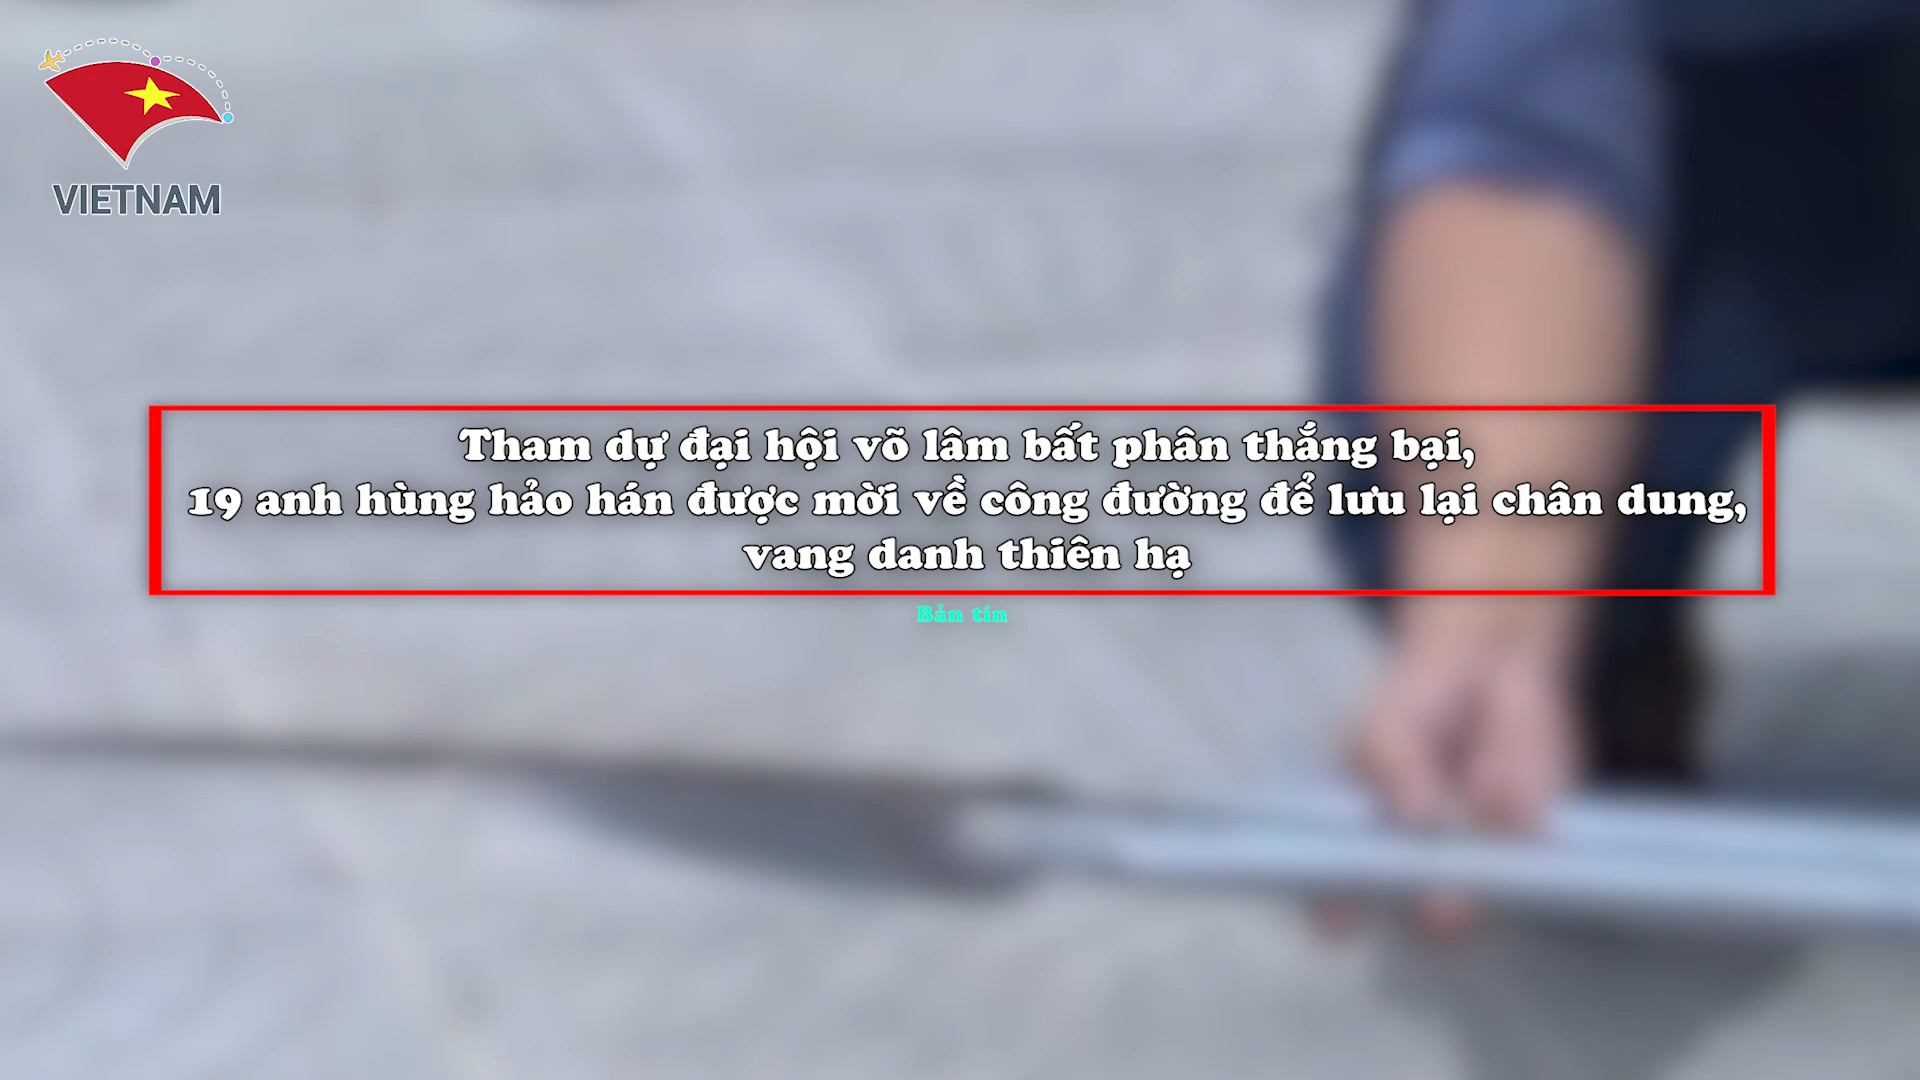 VIETNAM
Tham dự đại hội võ lâm bất phân thắng bại,
19 anh hùng hảo hán được mời về công đường để lưu lại chân dung,
vang danh thiên hạ
Bản tin